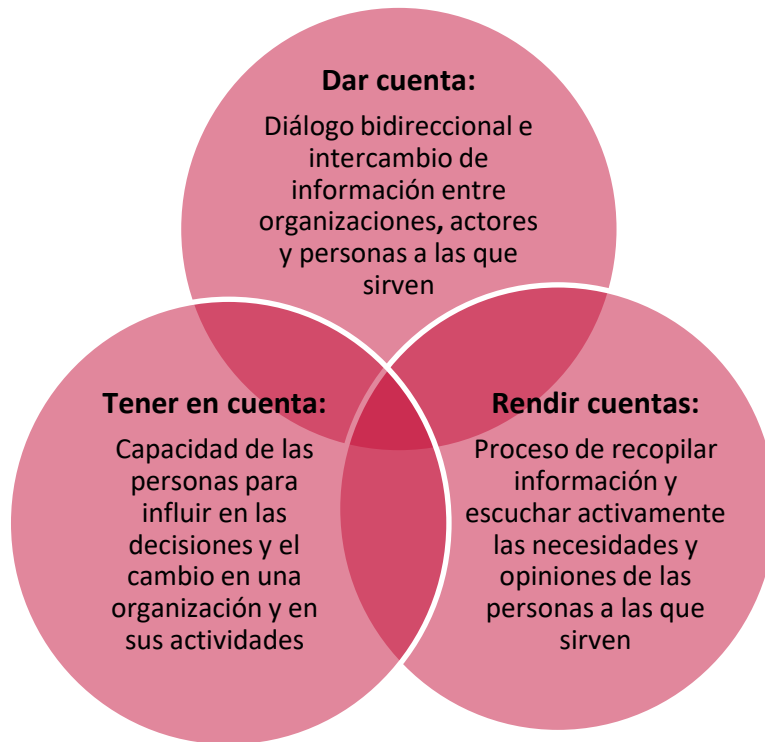 Dar cuenta:
Diálogo bidireccional e
intercambio de
información entre
organizaciones, actores
y personas a las que
sirven
Tener en cuenta:
Capacidad de las
personas para
influir en las
decisiones y el
cambio en una
organización y en
sus actividades
Rendir cuentas:
Proceso de recopilar
información y
escuchar activamente
las necesidades y
opiniones de las
personas a las que
sirven